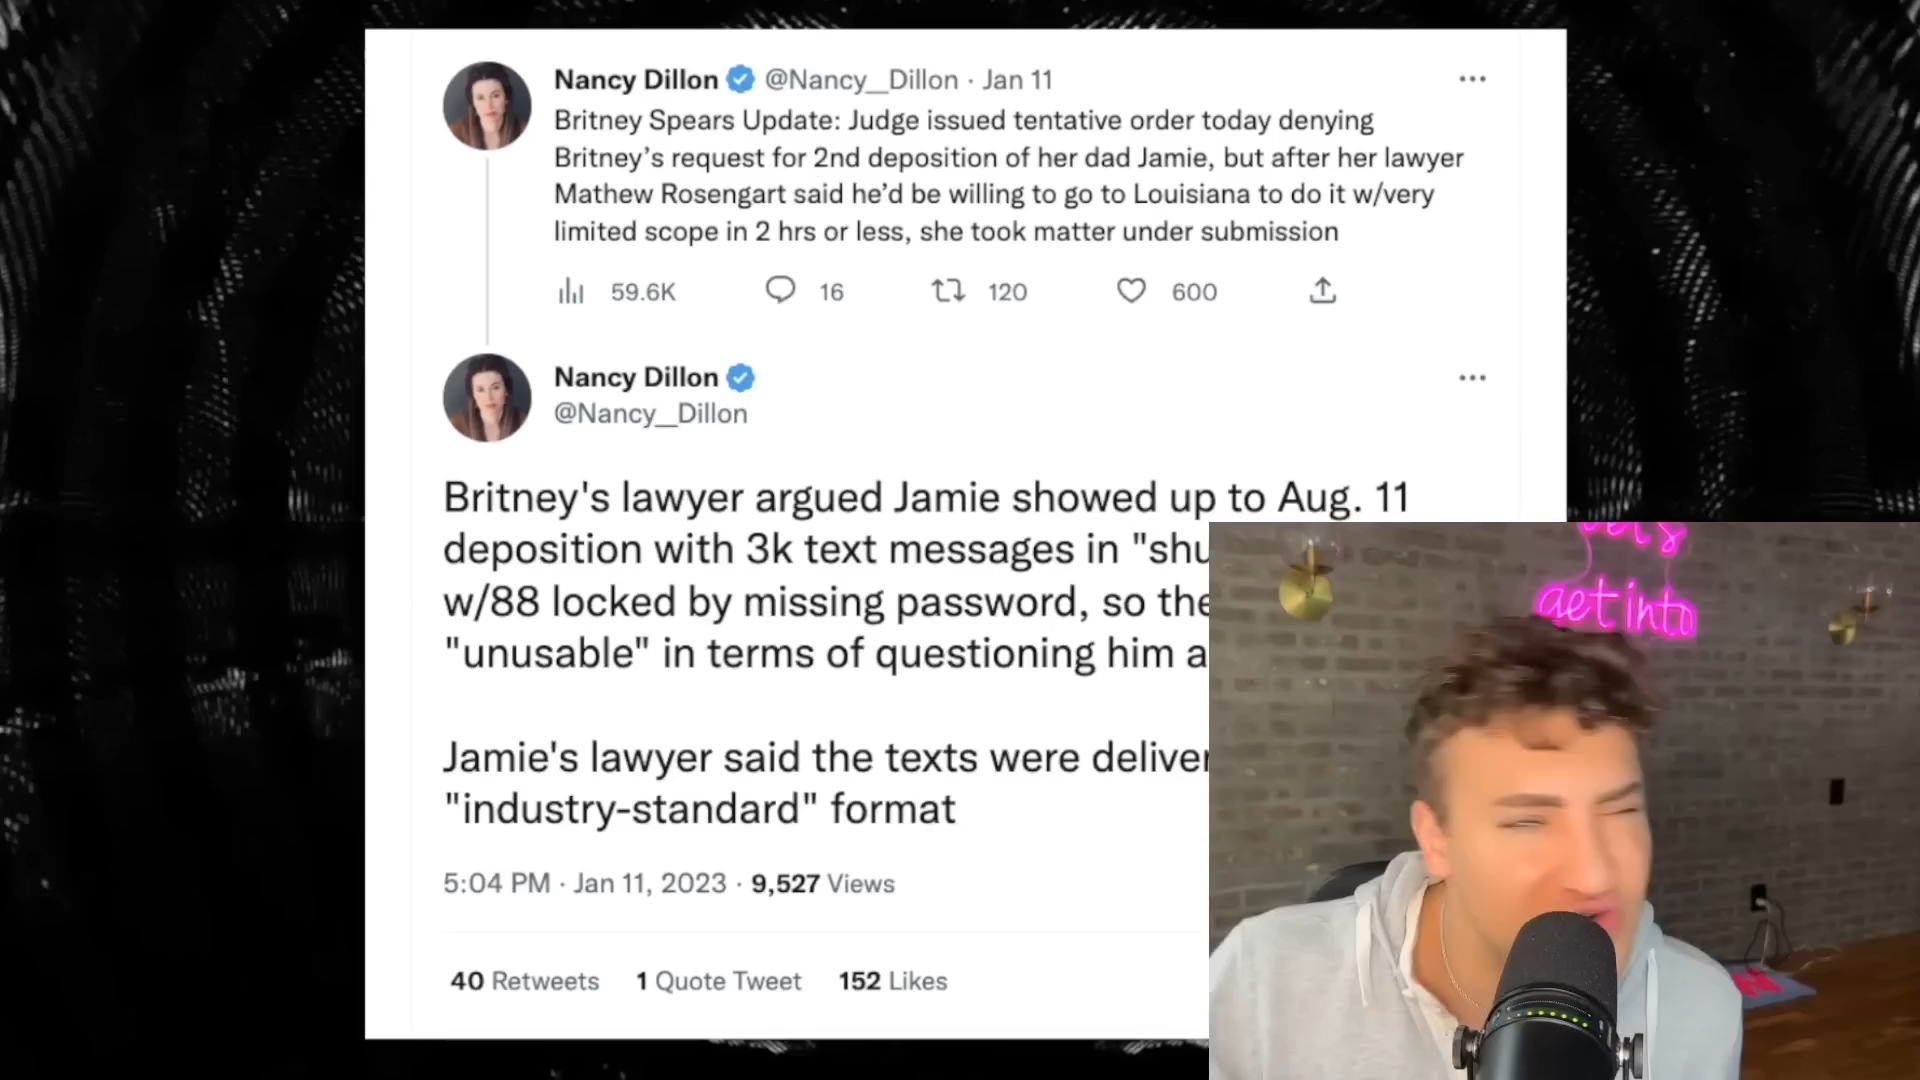 Nancy Dillon @Nancy__Dillon · Jan 11
Britney Spears Update: Judge issued tentative order today denying
Britney’s request for 2nd deposition of her dad Jamie, but after her lawyer
Mathew Rosengart said he’d be willing to go to Louisiana to do it w/very
limited scope in 2 hrs or less, she took matter under submission
59.6K 16 120 600
Nancy Dillon
@Nancy__Dillon
Britney's lawyer argued Jamie showed up to Aug. 11
deposition with 3k text messages in "shu
w/88 locked by missing password, so the
"unusable" in terms of questioning him a
Jamie's lawyer said the texts were deliver
"industry-standard" format
5:04 PM · Jan 11, 2023 · 9,527 Views
40 Retweets 1 Quote Tweet 152 Likes
get into